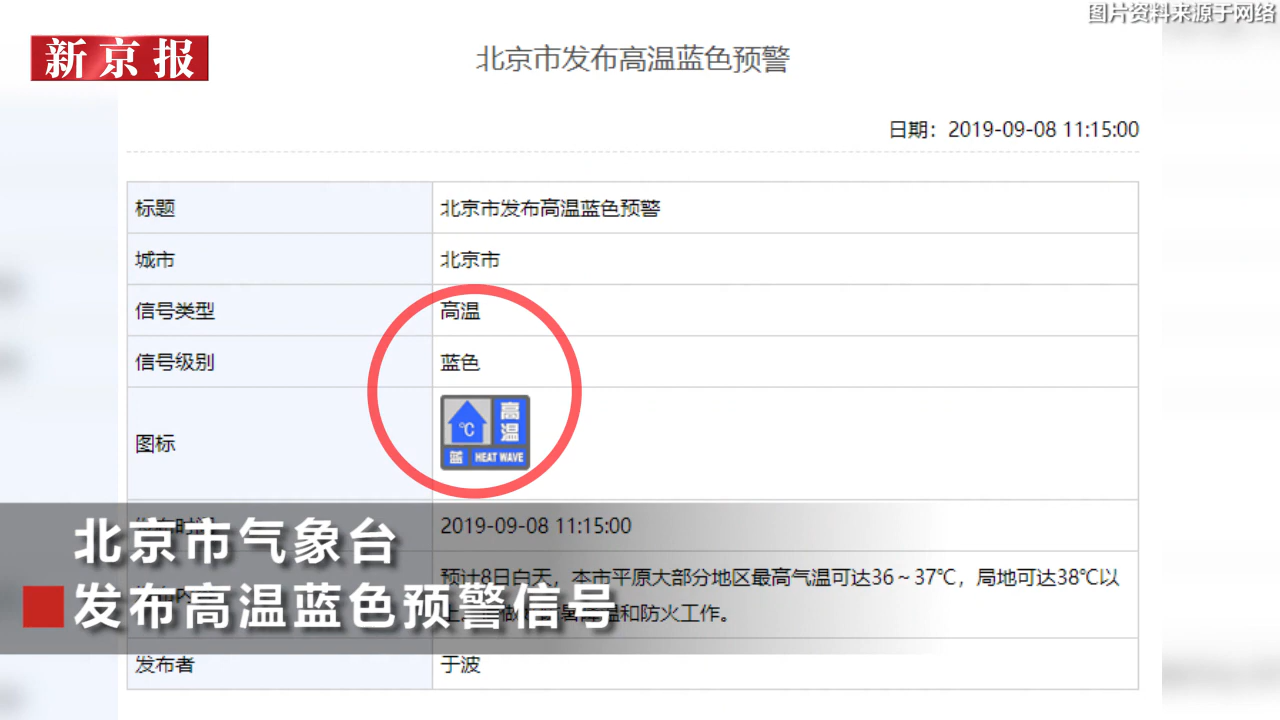 图片资料来源于网络
新京报
北京市发布高温蓝色预警
日期：2019-09-08 11:15:00
标题 北京市发布高温蓝色预警
城市 北京市
信号类型 高温
信号级别 蓝色
图标
℃ 高温
蓝 HEAT WAVE
2019-09-08 11:15:00
预计8日白天，本市平原大部分地区最高气温可达36～37℃，局地可达38℃以
和防火工作。
发布者 于波
北京市气象台
发布高温蓝色预警信号